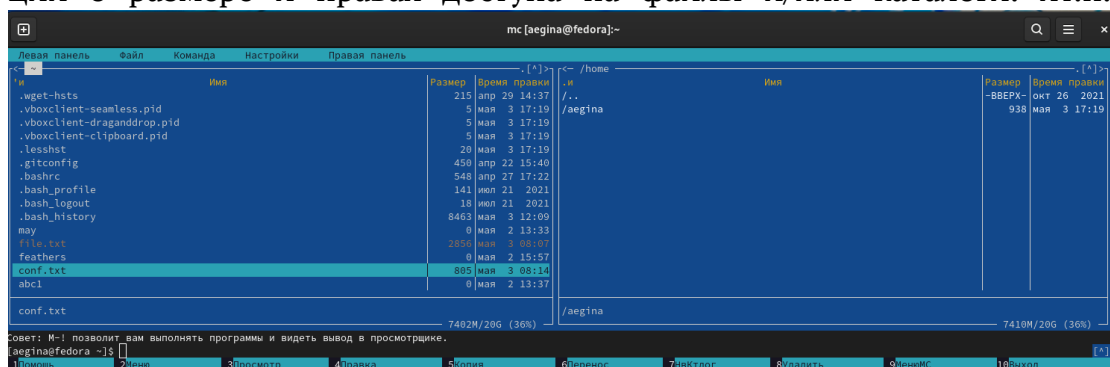 ции о размере и правах доступа на файлы и/или каталоги. и.т.п.
mc [aegina@fedora]:~
Левая панель Файл Команда Настройки Правая панель
<- ~ .[^]>
'и Имя Размер Время правки
.wget-hsts 215 апр 29 14:37
.vboxclient-seamless.pid 5 мая 3 17:19
.vboxclient-draganddrop.pid 5 мая 3 17:19
.vboxclient-clipboard.pid 5 мая 3 17:19
.lesshst 20 мая 3 17:19
.gitconfig 450 апр 22 15:40
.bashrc 548 апр 27 17:22
.bash_profile 141 июл 21 2021
.bash_logout 18 июл 21 2021
.bash_history 8463 мая 3 12:09
may 0 мая 2 13:33
file.txt 2856 мая 3 08:07
feathers 0 мая 2 15:57
conf.txt 805 мая 3 08:14
abc1 0 мая 2 13:37
conf.txt
7402M/20G (36%)
<- /home .[^]>
.и Имя Размер Время правки
/.. -ВВЕРХ- окт 26 2021
/aegina 938 мая 3 17:19
/aegina
7410M/20G (36%)
Совет: M-! позволит вам выполнять программы и видеть вывод в просмотрщике.
[aegina@fedora ~]$ [^]
1Помощь 2Меню 3Просмотр 4Правка 5Копия 6Перенос 7НвКтлог 8Удалить 9МенюMC 10Выход